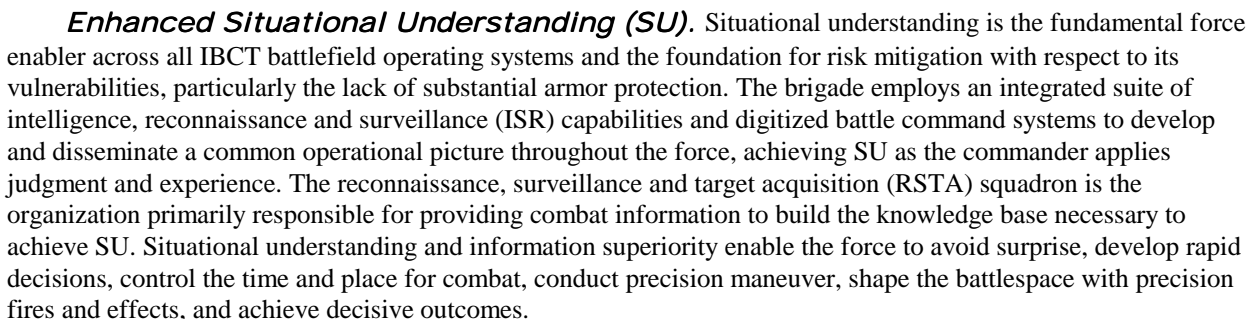 Enhanced Situational Understanding (SU). Situational understanding is the fundamental force
enabler across all IBCT battlefield operating systems and the foundation for risk mitigation with respect to its
vulnerabilities, particularly the lack of substantial armor protection. The brigade employs an integrated suite of
intelligence, reconnaissance and surveillance (ISR) capabilities and digitized battle command systems to develop
and disseminate a common operational picture throughout the force, achieving SU as the commander applies
judgment and experience. The reconnaissance, surveillance and target acquisition (RSTA) squadron is the
organization primarily responsible for providing combat information to build the knowledge base necessary to
achieve SU. Situational understanding and information superiority enable the force to avoid surprise, develop rapid
decisions, control the time and place for combat, conduct precision maneuver, shape the battlespace with precision
fires and effects, and achieve decisive outcomes.